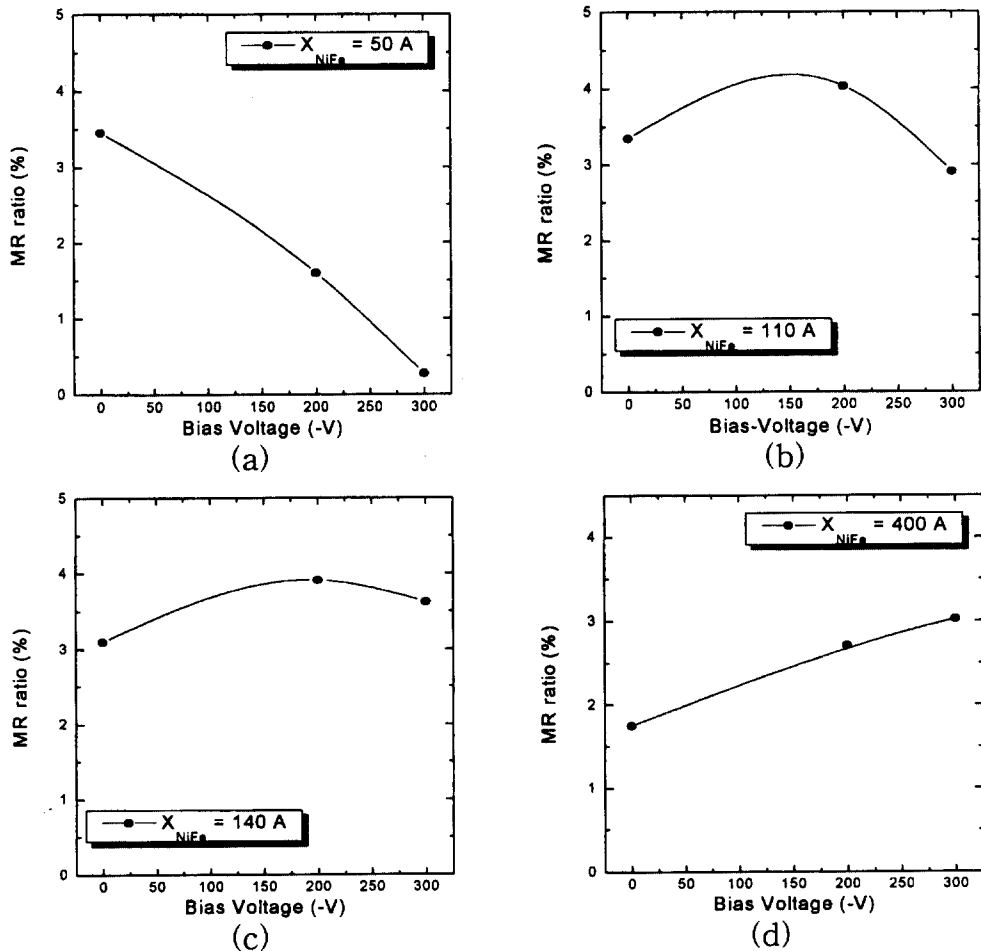 X NiFe = 50 A
MR ratio (%)
5
4
3
2
1
0
0 50 100 150 200 250 300
Bias Voltage (-V)
(a)
X NiFe = 110 A
MR ratio (%)
5
4
3
2
1
0
0 50 100 150 200 250 300
Bias-Voltage (-V)
(b)
X NiFe = 140 A
MR ratio (%)
5
4
3
2
1
0
0 50 100 150 200 250 300
Bias Voltage (-V)
(c)
X NiFe = 400 A
MR ratio (%)
4
3
2
1
0
0 50 100 150 200 250 300
Bias Voltage (-V)
(d)